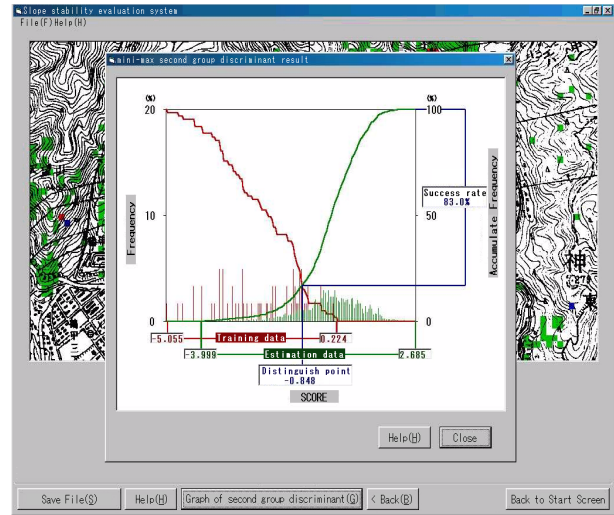 Slope stability evaluation system
File(F) Help(H)
mini-max second group discriminant result
(%)
(%)
20
100
Success rate
83.0%
Frequency
Accumulate Frequency
10
50
0
0
-5.055
Training data
0.224
-3.999
Estimation data
2.685
Distinguish point
-0.848
SCORE
Help(H)
Close
神
東
Save File(S)
Help(H)
Graph of second group discriminant(G)
< Back(B)
Back to Start Screen